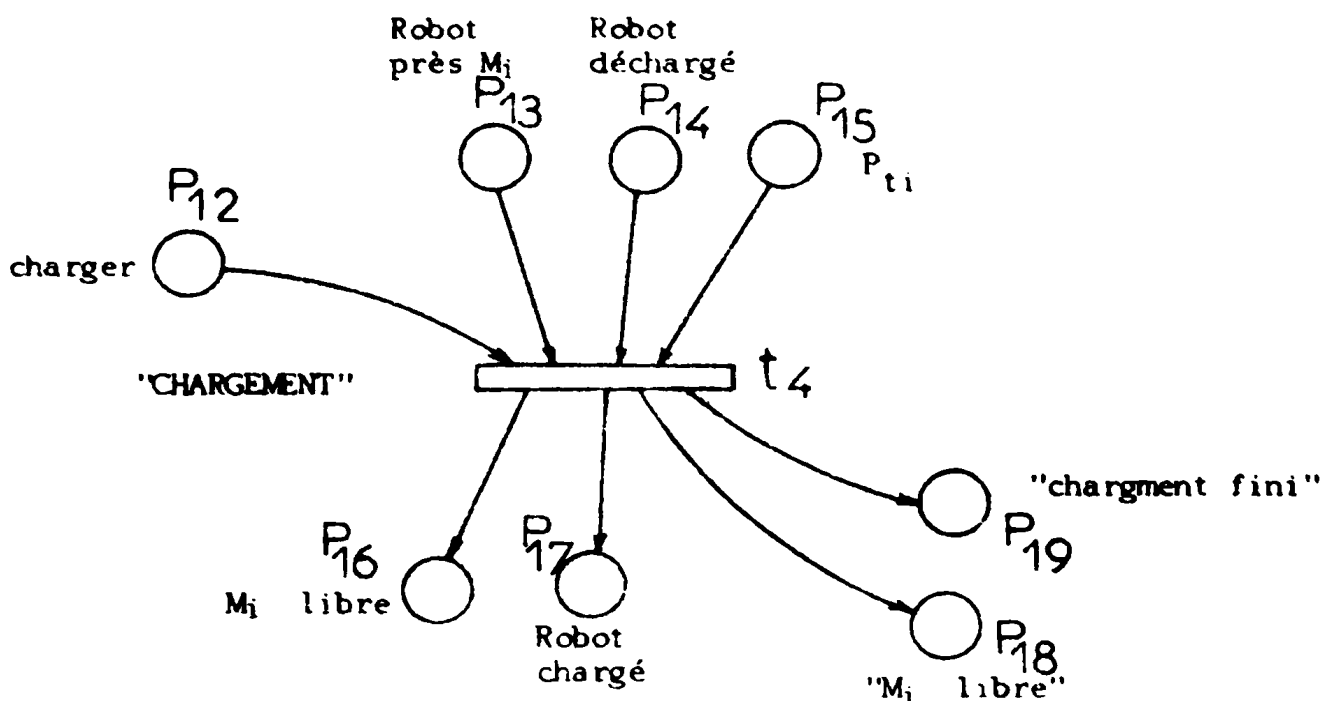 Robot
près Mi
P13
Robot
déchargé
P14
P15
Pti
P12
charger
"CHARGEMENT"
t4
"chargment fini"
P19
P16
Mi libre
P17
Robot
chargé
P18
"Mi libre"